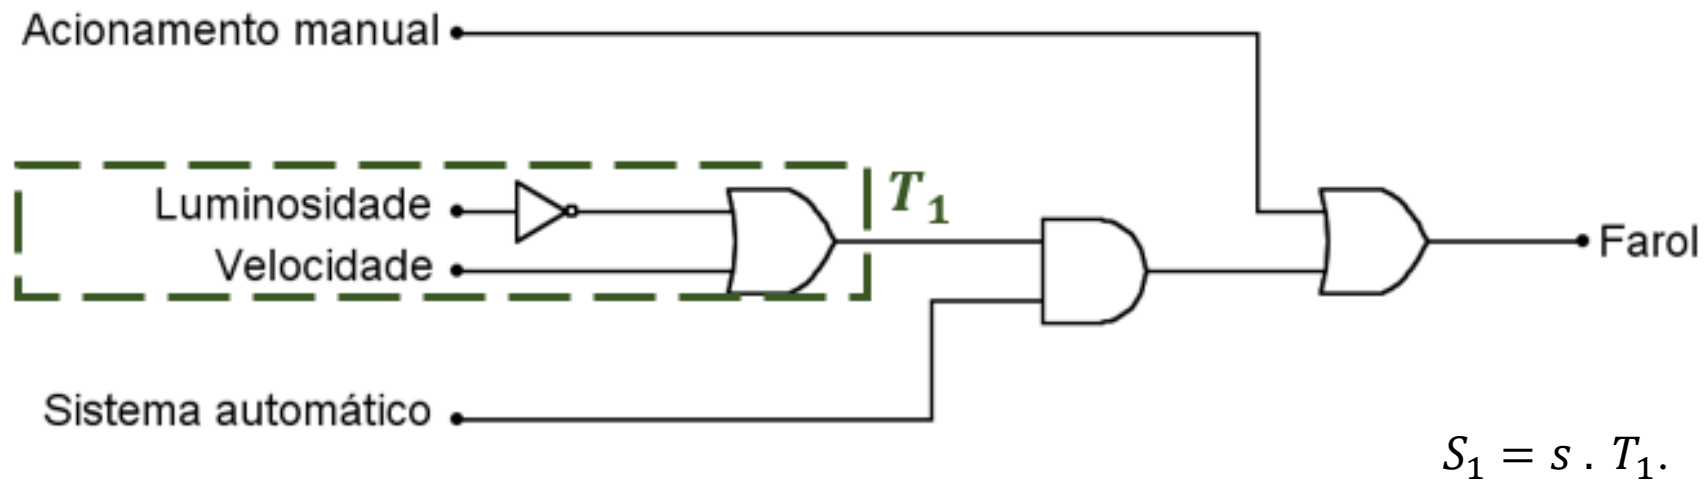 Acionamento manual
Luminosidade
T₁
Velocidade
Farol
Sistema automático
S₁ = s . T₁.